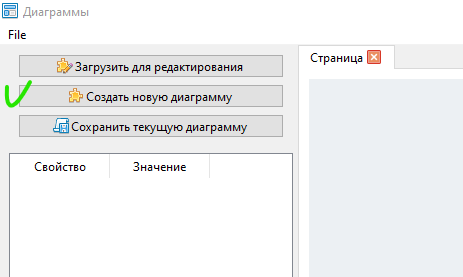 Диаграммы
File
Загрузить для редактирования
Страница
Создать новую диаграмму
Сохранить текущую диаграмму
Свойство Значение